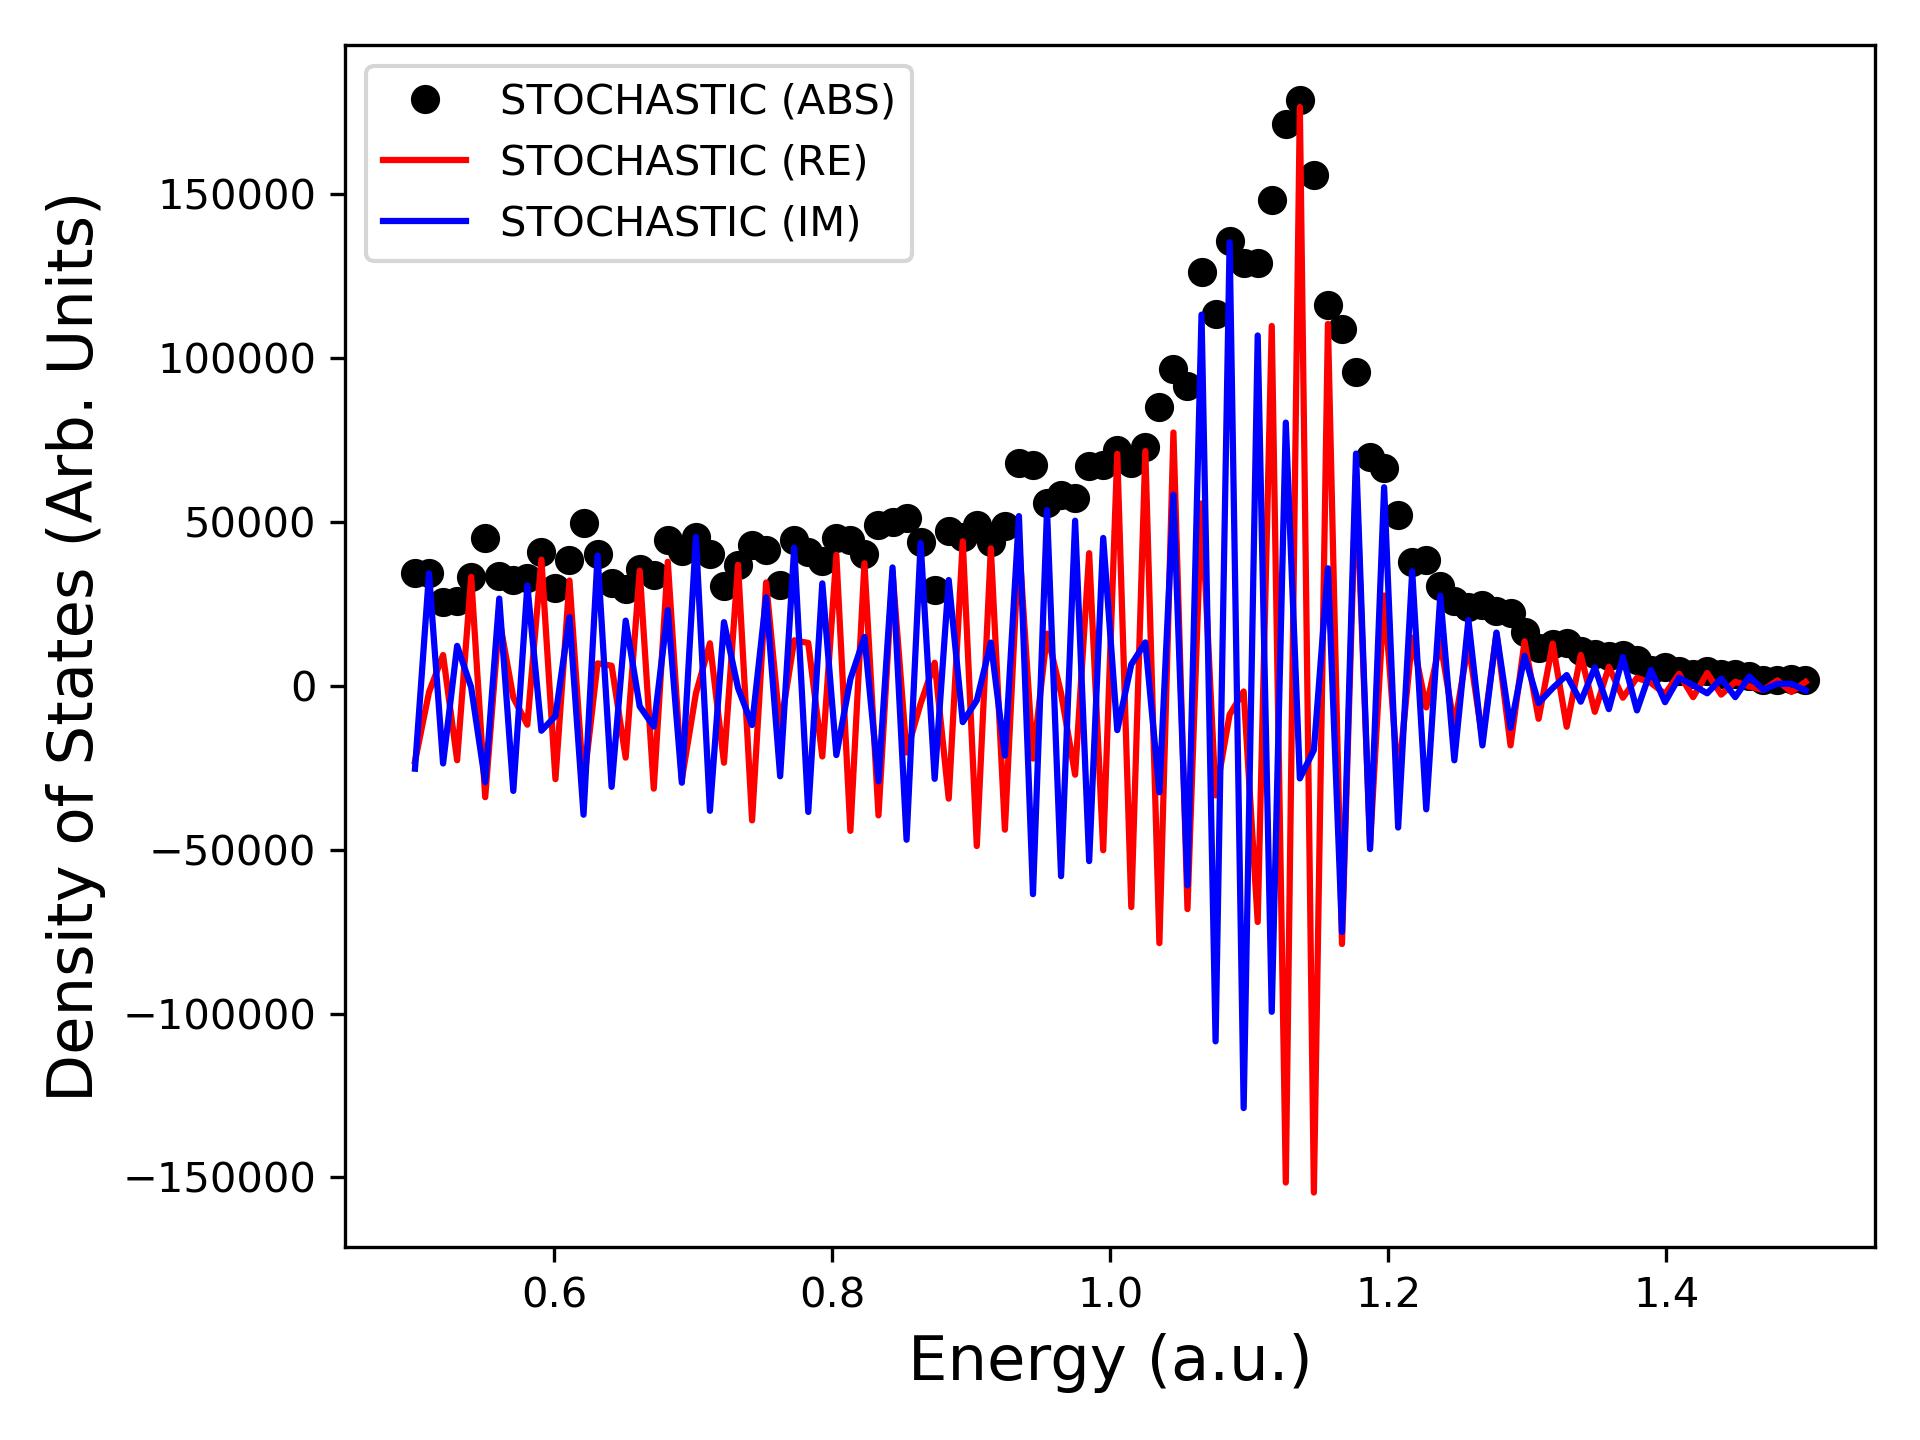 STOCHASTIC (ABS)
STOCHASTIC (RE)
STOCHASTIC (IM)
Density of States (Arb. Units)
150000
100000
50000
0
−50000
−100000
−150000
0.6 0.8 1.0 1.2 1.4
Energy (a.u.)